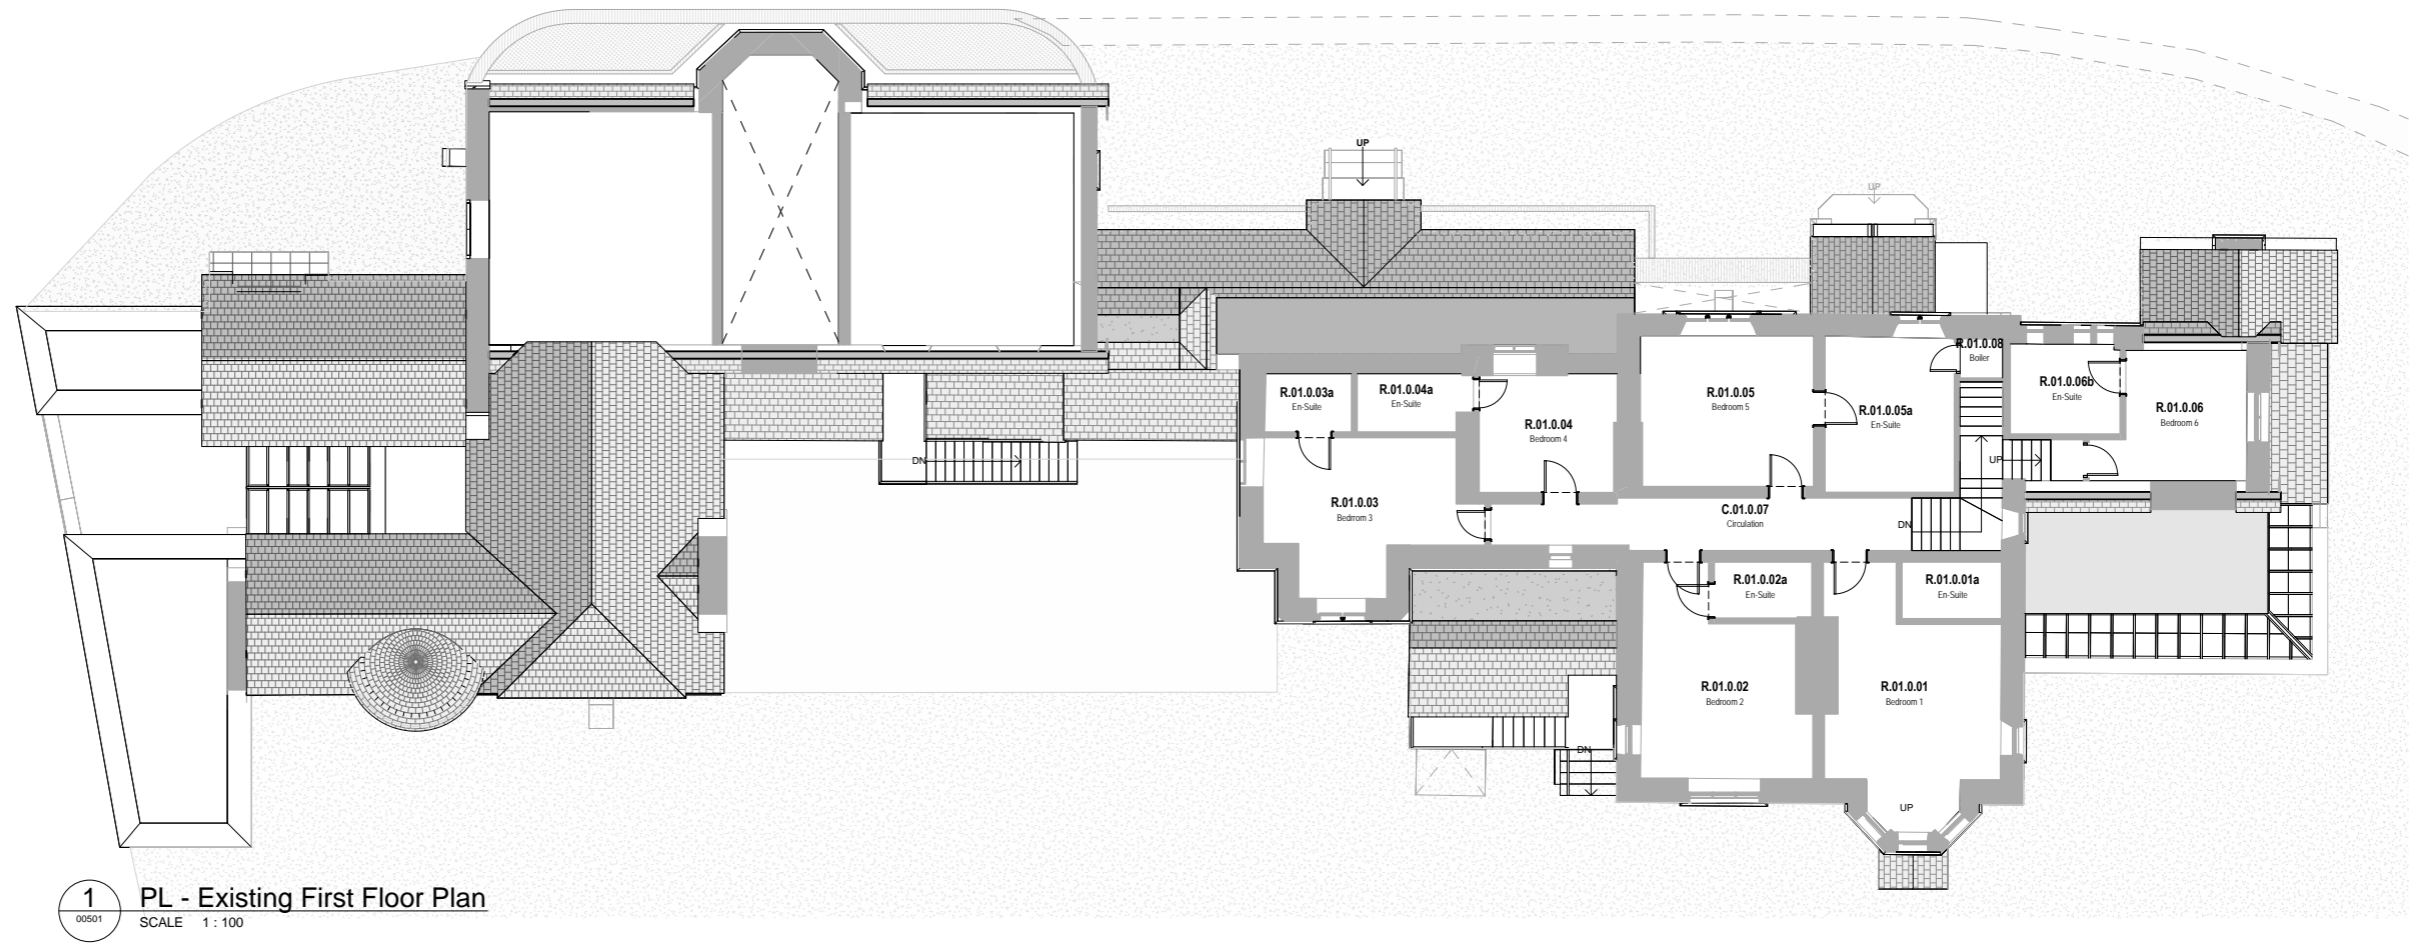 UP
UP
R.01.0.08
Boiler
R.01.0.03a
En-Suite
R.01.0.04a
En-Suite
R.01.0.05
Bedroom 5
R.01.0.06b
En-Suite
R.01.0.05a
En-Suite
R.01.0.06
Bedroom 6
R.01.0.04
Bedroom 4
DN
UP
R.01.0.03
Bedrrom 3
C.01.0.07
Circulation
DN
R.01.0.02a
En-Suite
R.01.0.01a
En-Suite
R.01.0.02
Bedroom 2
R.01.0.01
Bedroom 1
DN
UP
1
00501
PL - Existing First Floor Plan
SCALE 1 : 100